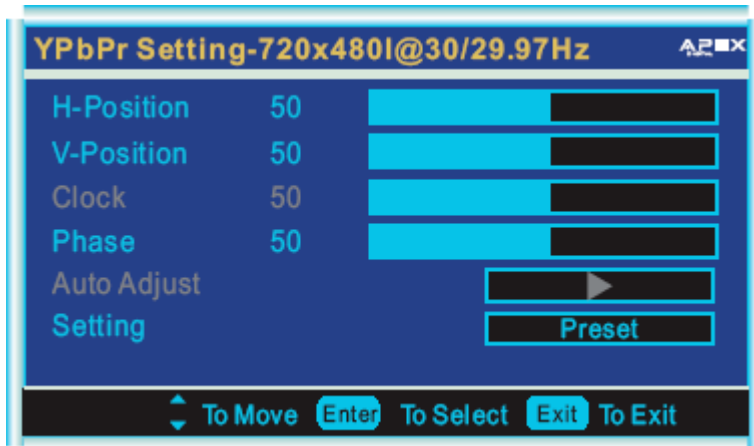 YPbPr Setting-720x480I@30/29.97Hz APEX
H-Position 50
V-Position 50
Clock 50
Phase 50
Auto Adjust
Setting Preset
To Move Enter To Select Exit To Exit